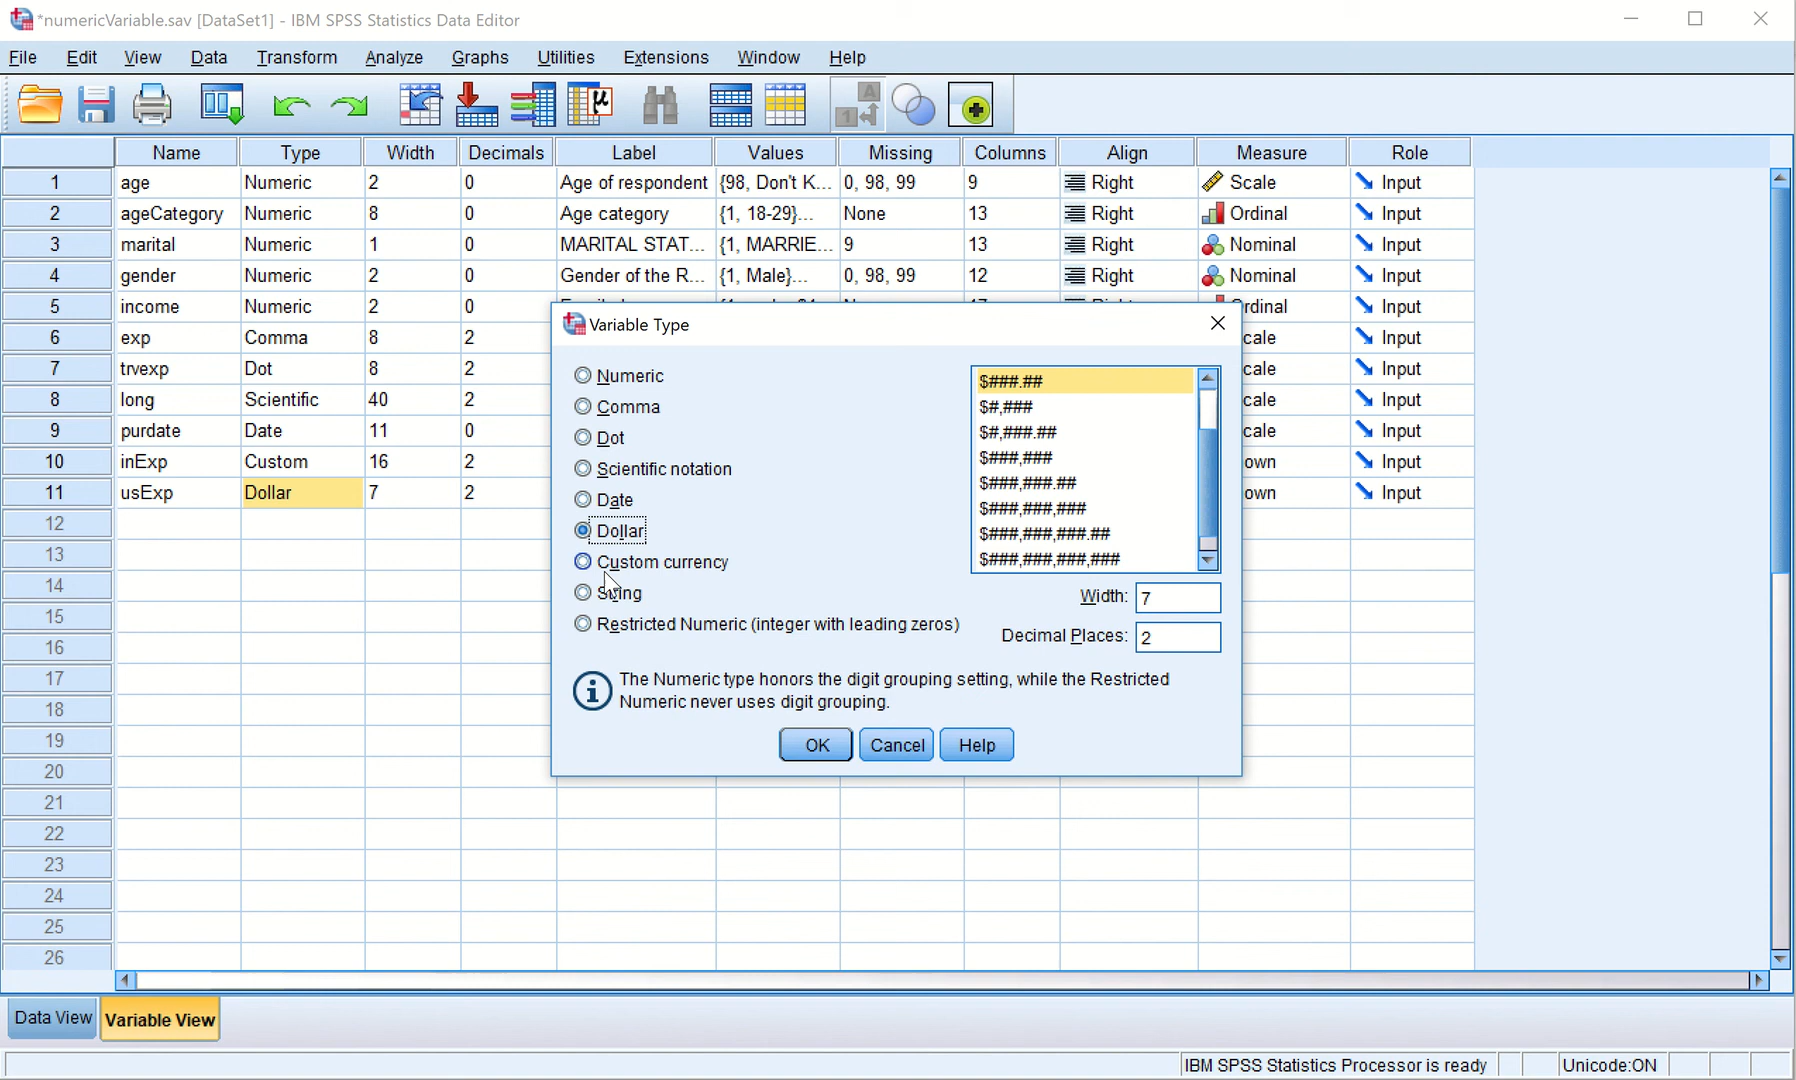 *numericVariable.sav [DataSet1] - IBM SPSS Statistics Data Editor
File Edit View Data Transform Analyze Graphs Utilities Extensions Window Help
Name Type Width Decimals Label Values Missing Columns Align Measure Role
1 age Numeric 2 0 Age of respondent {98, Don't K... 0, 98, 99 9 Right Scale Input
2 ageCategory Numeric 8 0 Age category {1, 18-29}... None 13 Right Ordinal Input
3 marital Numeric 1 0 MARITAL STAT... {1, MARRIE... 9 13 Right Nominal Input
4 gender Numeric 2 0 Gender of the R... {1, Male}... 0, 98, 99 12 Right Nominal Input
5 income Numeric 2 0 rdinal Input
6 exp Comma 8 2 cale Input
7 trvexp Dot 8 2 cale Input
8 long Scientific 40 2 cale Input
9 purdate Date 11 0 cale Input
10 inExp Custom 16 2 own Input
11 usExp Dollar 7 2 own Input
12
13
14
15
16
17
18
19
20
21
22
23
24
25
26
Variable Type
Numeric
Comma
Dot
Scientific notation
Date
Dollar
Custom currency
String
Restricted Numeric (integer with leading zeros)
$###.##
$#,###
$#,###.##
$###,###
$###,###.##
$###,###,###
$###,###,###.##
$###,###,###,###
Width: 7
Decimal Places: 2
The Numeric type honors the digit grouping setting, while the Restricted
Numeric never uses digit grouping.
OK Cancel Help
Data View Variable View
IBM SPSS Statistics Processor is ready Unicode:ON